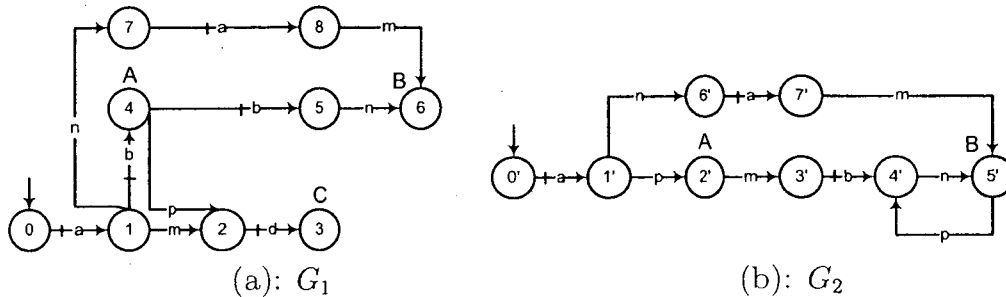 7 a 8 m
A B
4 b 5 n 6
n b
p
C
0 a 1 m 2 d 3
(a): G1
n 6' a 7' m
A B
0' a 1' p 2' m 3' b 4' n 5'
p
(b): G2